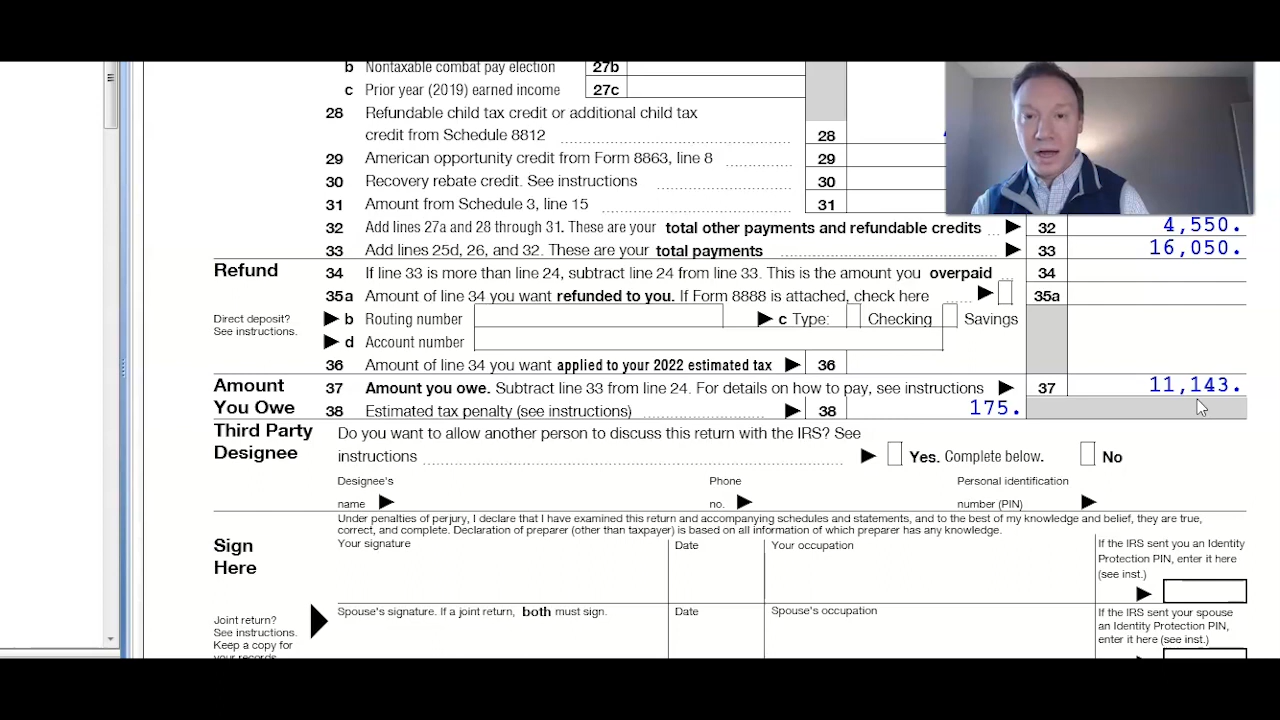 b Nontaxable combat pay election 27b
c Prior year (2019) earned income 27c
28 Refundable child tax credit or additional child tax
credit from Schedule 8812 28
29 American opportunity credit from Form 8863, line 8 29
30 Recovery rebate credit. See instructions 30
31 Amount from Schedule 3, line 15 31
32 Add lines 27a and 28 through 31. These are your total other payments and refundable credits 32 4,550.
33 Add lines 25d, 26, and 32. These are your total payments 33 16,050.
Refund 34 If line 33 is more than line 24, subtract line 24 from line 33. This is the amount you overpaid 34
35a Amount of line 34 you want refunded to you. If Form 8888 is attached, check here 35a
Direct deposit? b Routing number c Type: Checking Savings
See instructions. d Account number
36 Amount of line 34 you want applied to your 2022 estimated tax 36
Amount 37 Amount you owe. Subtract line 33 from line 24. For details on how to pay, see instructions 37 11,143.
You Owe 38 Estimated tax penalty (see instructions) 38 175.
Third Party Do you want to allow another person to discuss this return with the IRS? See
Designee instructions Yes. Complete below. No
Designee's Phone Personal identification
name no. number (PIN)
Under penalties of perjury, I declare that I have examined this return and accompanying schedules and statements, and to the best of my knowledge and belief, they are true,
correct, and complete. Declaration of preparer (other than taxpayer) is based on all information of which preparer has any knowledge.
Sign
Here
Your signature Date Your occupation If the IRS sent you an Identity
Protection PIN, enter it here
(see inst.)
Joint return?
See instructions.
Keep a copy for
your records.
Spouse's signature. If a joint return, both must sign. Date Spouse's occupation If the IRS sent your spouse
an Identity Protection PIN,
enter it here (see inst.)